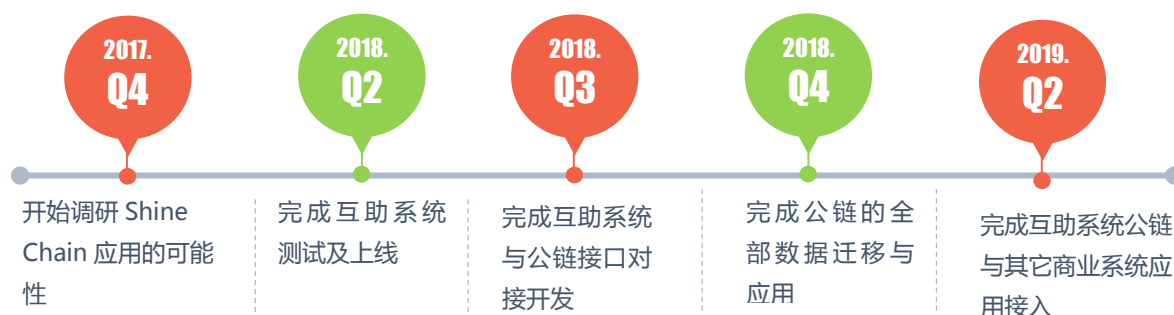 2017.
Q4
2018.
Q2
2018.
Q3
2018.
Q4
2019.
Q2
开始调研 Shine
Chain 应用的可能
性
完成互助系统
测试及上线
完成互助系统
与公链接口对
接开发
完成公链的全
部数据迁移与
应用
完成互助系统公链
与其它商业系统应
用接入